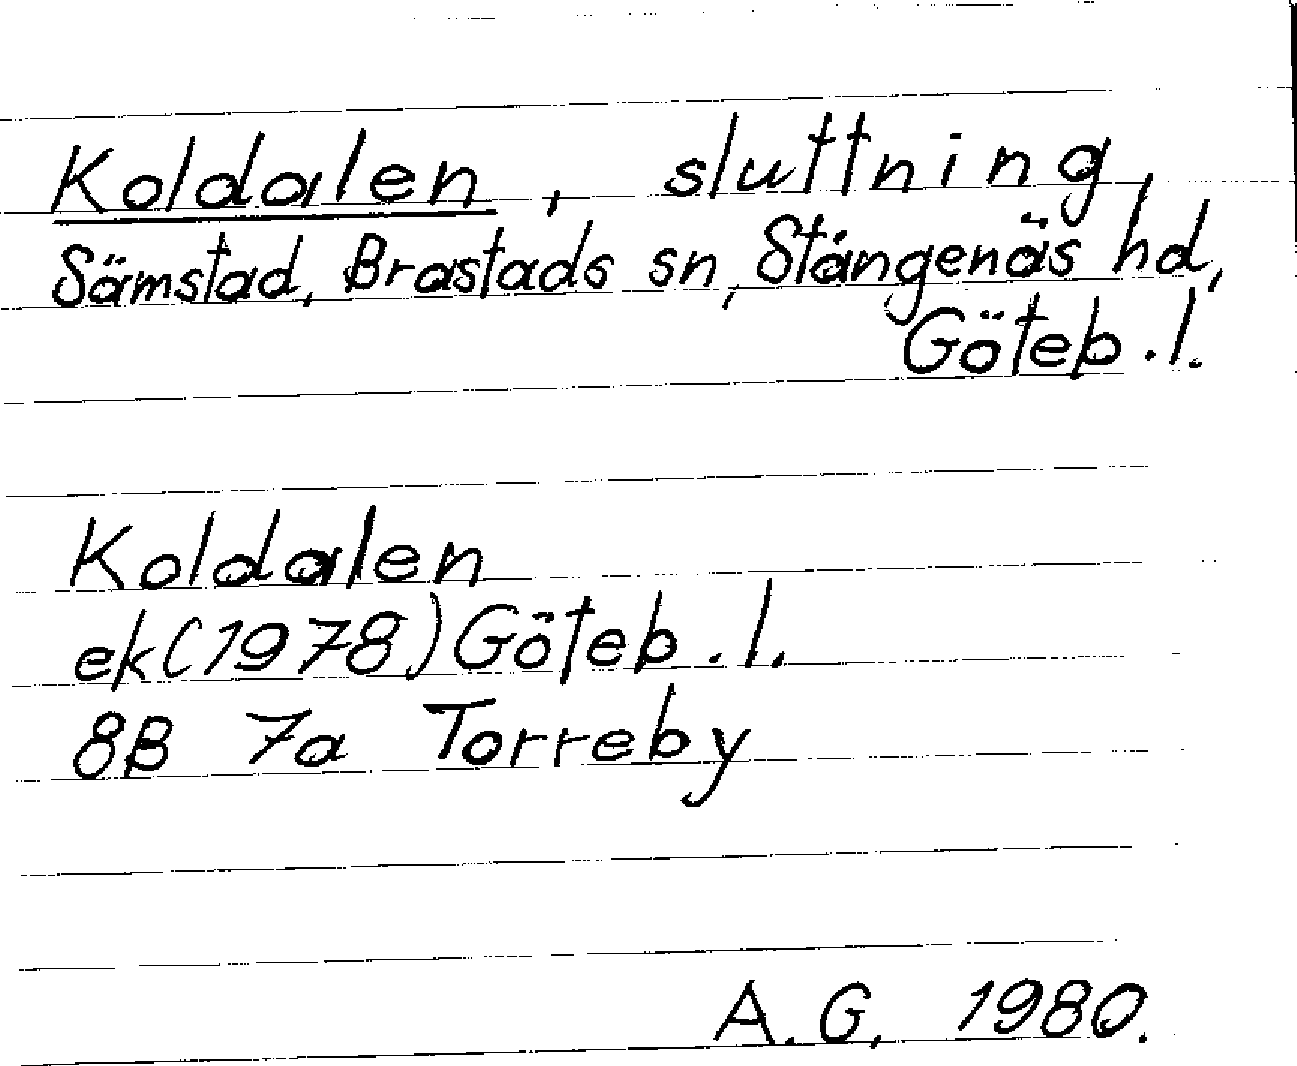 Koldalen, sluttning,
Sämstad, Brastads sn, Stångenäs hd,
Göteb.l.
Koldalen
ek(1978) Göteb.l.
8B 7a Torreby
A.G, 1980.